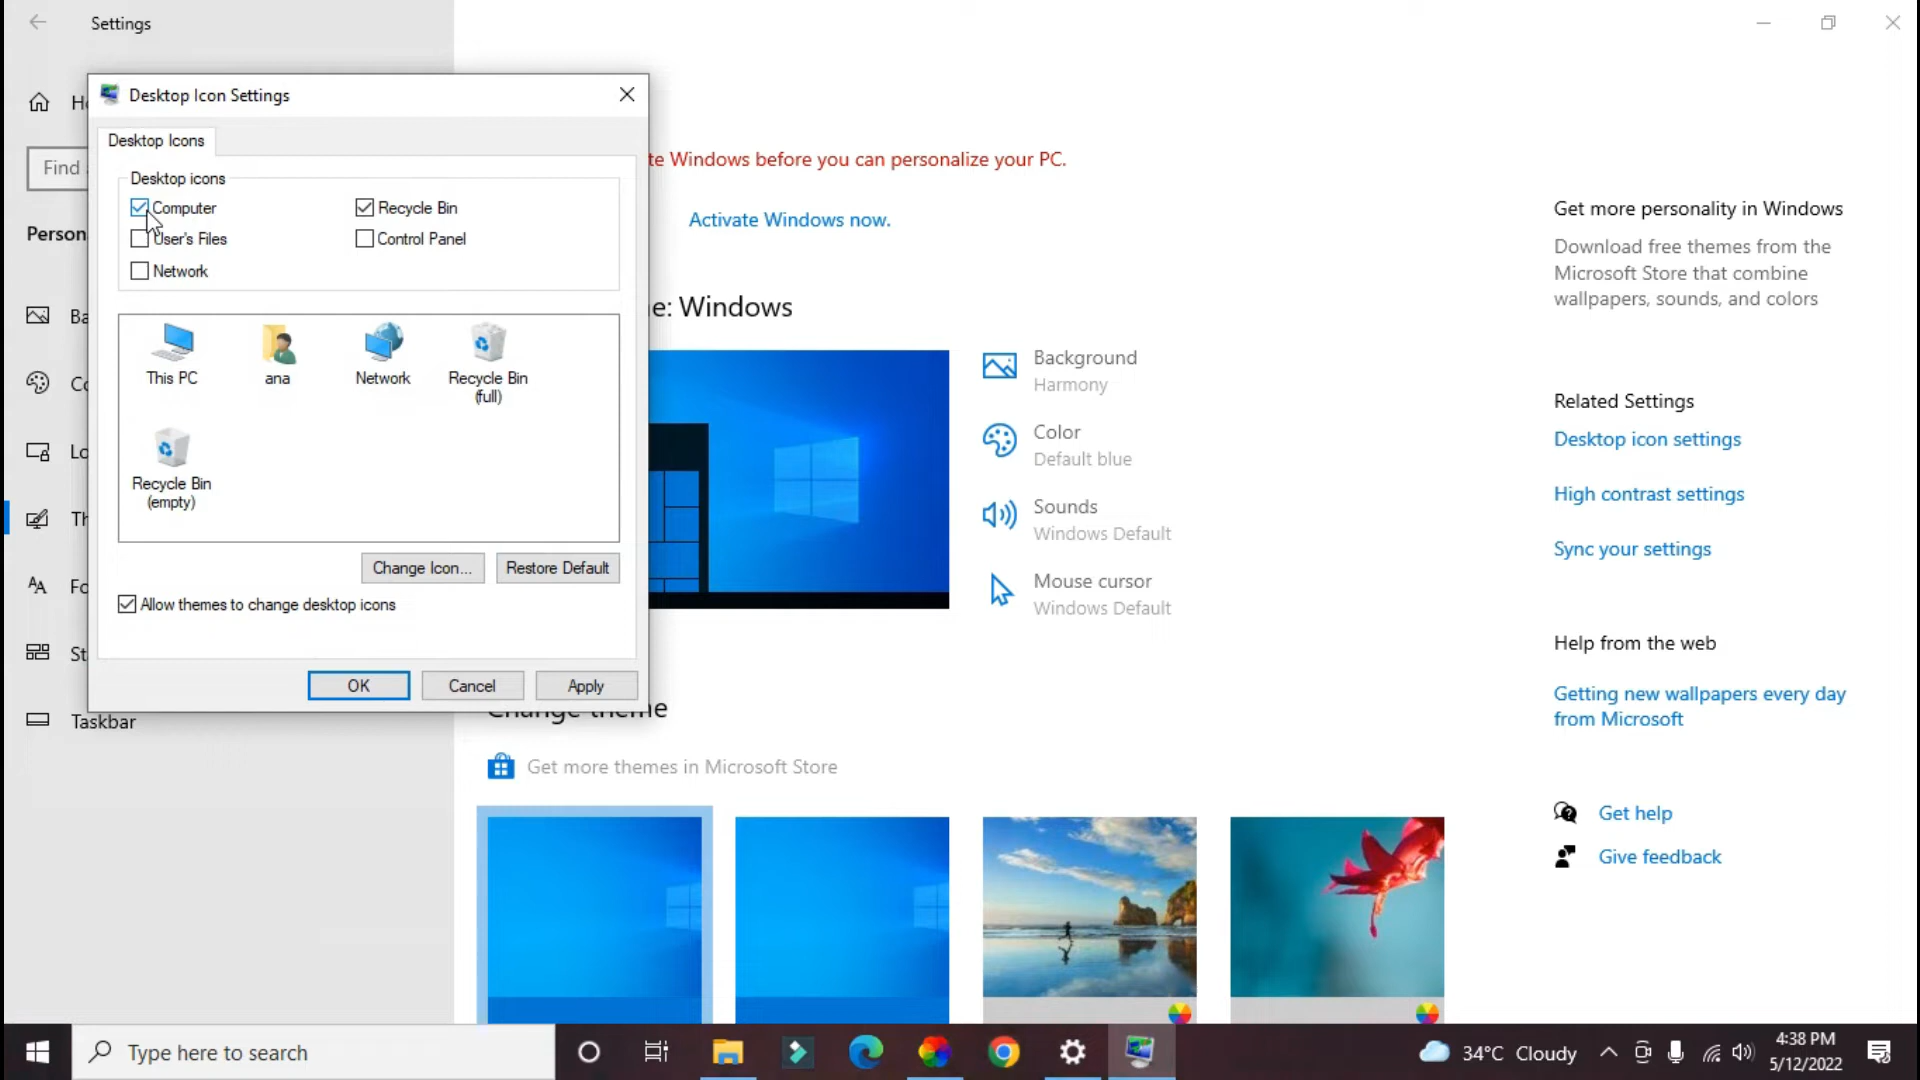 Settings
Desktop Icon Settings
Desktop Icons
Desktop icons
Computer
Recycle Bin
User's Files
Control Panel
Network
This PC
ana
Network
Recycle Bin
(full)
Recycle Bin
(empty)
Change Icon...
Restore Default
Allow themes to change desktop icons
OK
Cancel
Apply
Find
Taskbar
Windows before you can personalize your PC.
Activate Windows now.
Windows
Background
Harmony
Color
Default blue
Sounds
Windows Default
Mouse cursor
Windows Default
Change theme
Get more themes in Microsoft Store
Get more personality in Windows
Download free themes from the
Microsoft Store that combine
wallpapers, sounds, and colors
Related Settings
Desktop icon settings
High contrast settings
Sync your settings
Help from the web
Getting new wallpapers every day
from Microsoft
Get help
Give feedback
Type here to search
34°C Cloudy
4:38 PM
5/12/2022